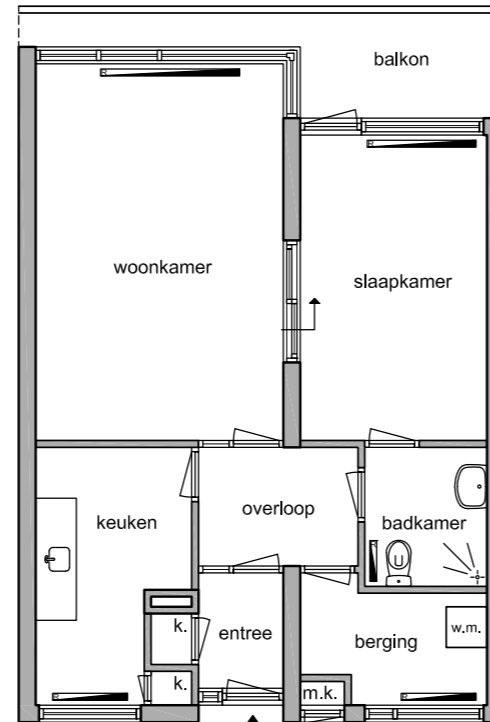 balkon
woonkamer
slaapkamer
keuken
overloop
badkamer
k.
entree
berging
w.m.
k.
m.k.